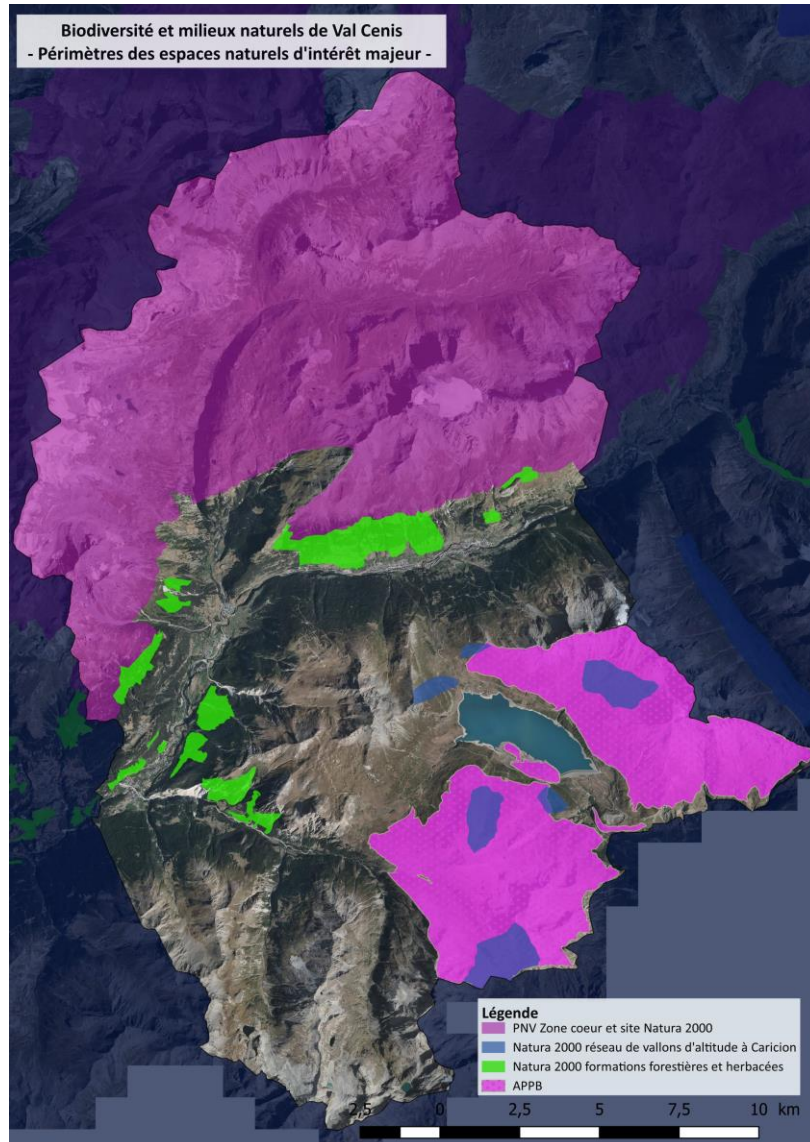 Biodiversité et milieux naturels de Val Cenis
- Périmètres des espaces naturels d'intérêt majeur -
Légende
PNV Zone coeur et site Natura 2000
Natura 2000 réseau de vallons d'altitude à Caricion
Natura 2000 formations forestières et herbacées
APPB
2,5 0 2,5 5 7,5 10 km